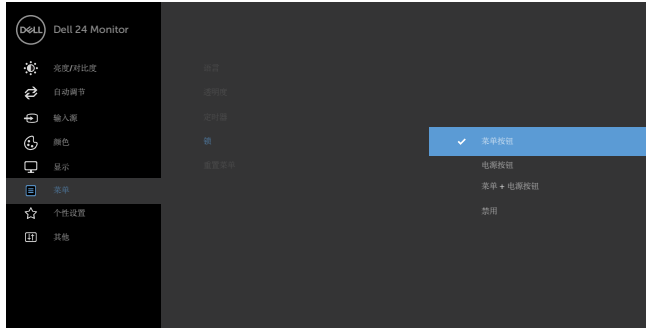 DELL Dell 24 Monitor
亮度/对比度
自动调节
输入源
颜色
显示
菜单
个性设置
其他
语言
透明度
定时器
锁
重置菜单
菜单按钮
电源按钮
菜单 + 电源按钮
禁用